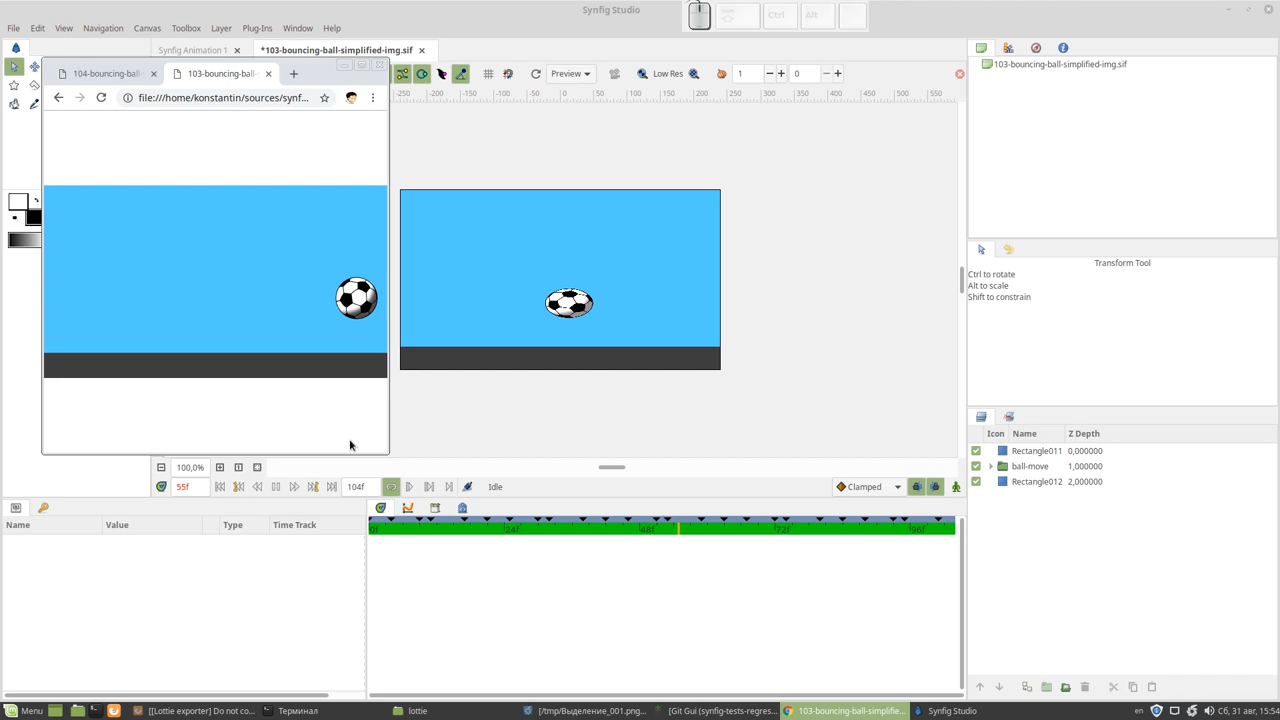 Synfig Studio
Ctrl
Alt
File Edit View Navigation Canvas Toolbox Layer Plug-Ins Window Help
Synfig Animation 1
*103-bouncing-ball-simplified-img.sif
104-bouncing-bal
103-bouncing-ball-
Preview
Low Res
1
0
file:///home/konstantin/sources/synf...
-250 -200 -150 -100 -50 0 50 100 150 200 250 300 350 400 450 500 550
103-bouncing-ball-simplified-img.sif
Transform Tool
Ctrl to rotate
Alt to scale
Shift to constrain
Icon Name Z Depth
Rectangle011 0,000000
ball-move 1,000000
Rectangle012 2,000000
100,0%
55f
104f
Idle
Clamped
Name Value Type Time Track
0f 24f 48f 72f 96f
Menu
[[Lottie exporter] Do not co...
Терминал
lottie
[/tmp/Выделение_001.png...
[Git Gui (synfig-tests-regres...
103-bouncing-ball-simplifie...
Synfig Studio
en
Сб, 31 авг, 15:54